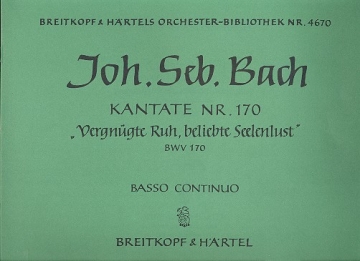 BREITKOPF & HÄRTELS ORCHESTER-BIBLIOTHEK NR. 4670
Joh. Seb. Bach
KANTATE NR. 170
„Vergnügte Ruh, beliebte Seelenlust“
BWV 170
BASSO CONTINUO
BREITKOPF & HÄRTEL